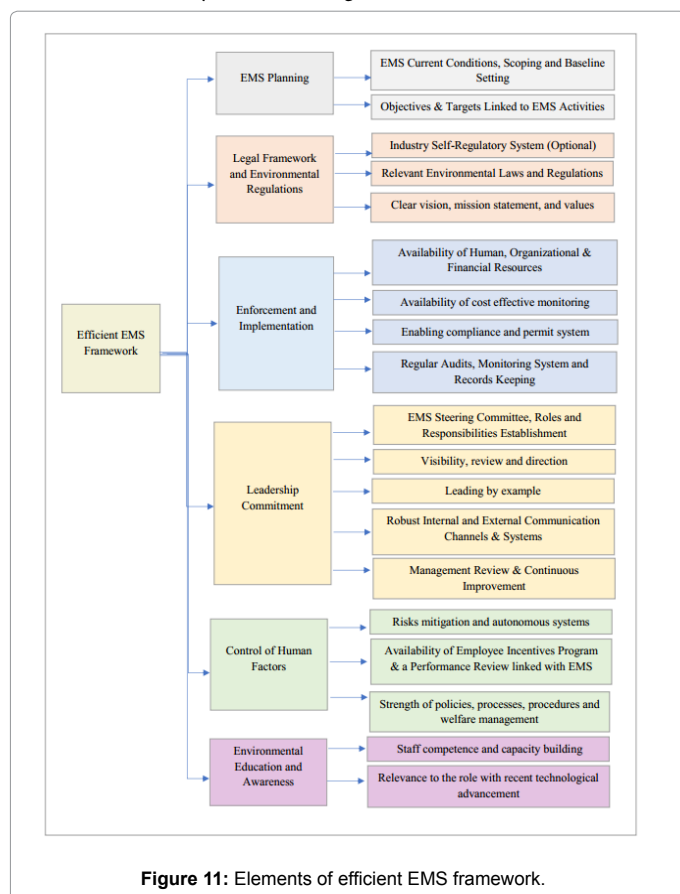 EMS Planning
EMS Current Conditions, Scoping and Baseline
Setting
Objectives & Targets Linked to EMS Activities
Legal Framework
and Environmental
Regulations
Industry Self-Regulatory System (Optional)
Relevant Environmental Laws and Regulations
Clear vision, mission statement, and values
Efficient EMS
Framework
Enforcement and
Implementation
Availability of Human, Organizational &
Financial Resources
Availability of cost effective monitoring
Enabling compliance and permit system
Regular Audits, Monitoring System and
Records Keeping
Leadership
Commitment
EMS Steering Committee, Roles and
Responsibilities Establishment
Visibility, review and direction
Leading by example
Robust Internal and External Communication
Channels & Systems
Management Review & Continuous
Improvement
Control of Human
Factors
Risks mitigation and autonomous systems
Availability of Employee Incentives Program
& a Performance Review linked with EMS
Strength of policies, processes, procedures and
welfare management
Environmental
Education and
Awareness
Staff competence and capacity building
Relevance to the role with recent technological
advancement
Figure 11: Elements of efficient EMS framework.